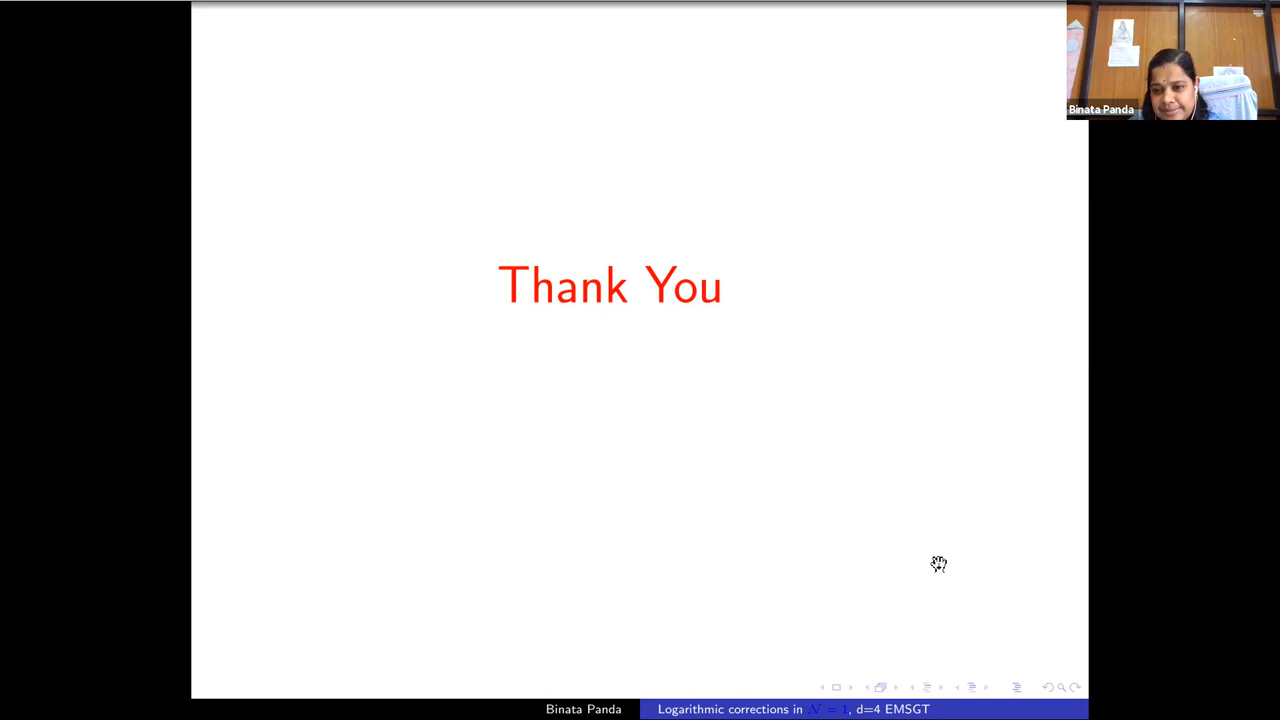 Binata Panda
Thank You
Binata Panda
Logarithmic corrections in 𝒩 = 1, d=4 EMSGT